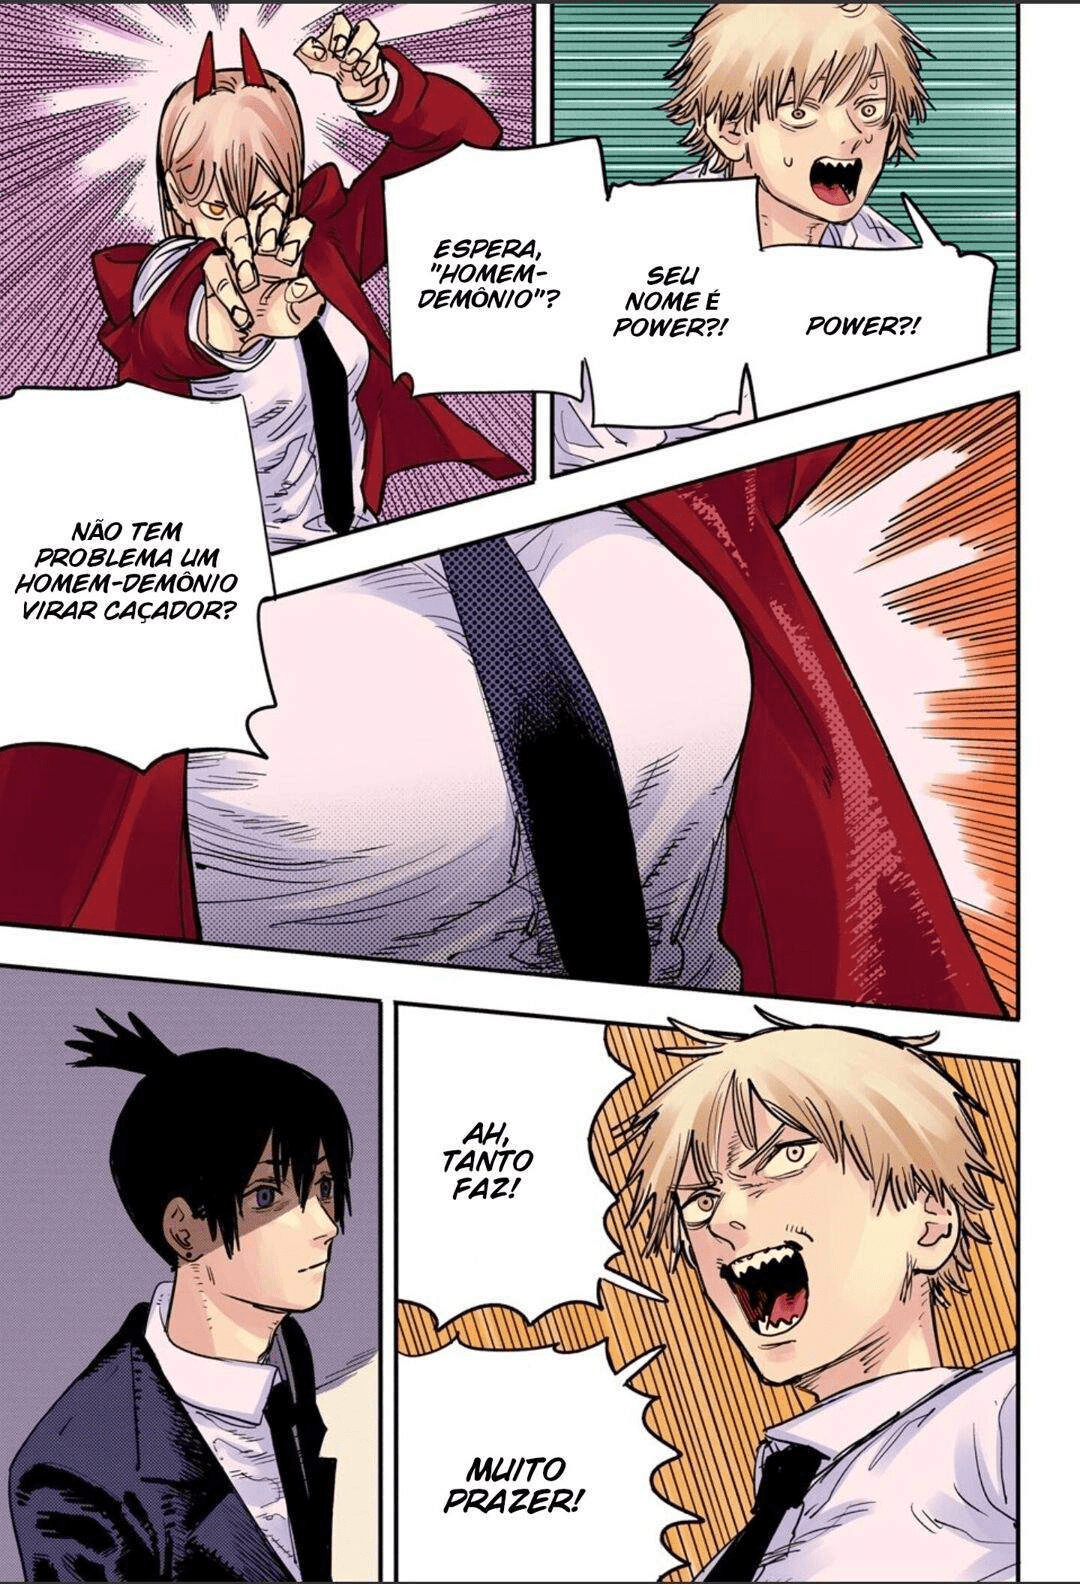 POWER?!
SEU
NOME É
POWER?!
ESPERA,
"HOMEM-
DEMÔNIO"?
NÃO TEM
PROBLEMA UM
HOMEM-DEMÔNIO
VIRAR CAÇADOR?
AH,
TANTO
FAZ!
MUITO
PRAZER!